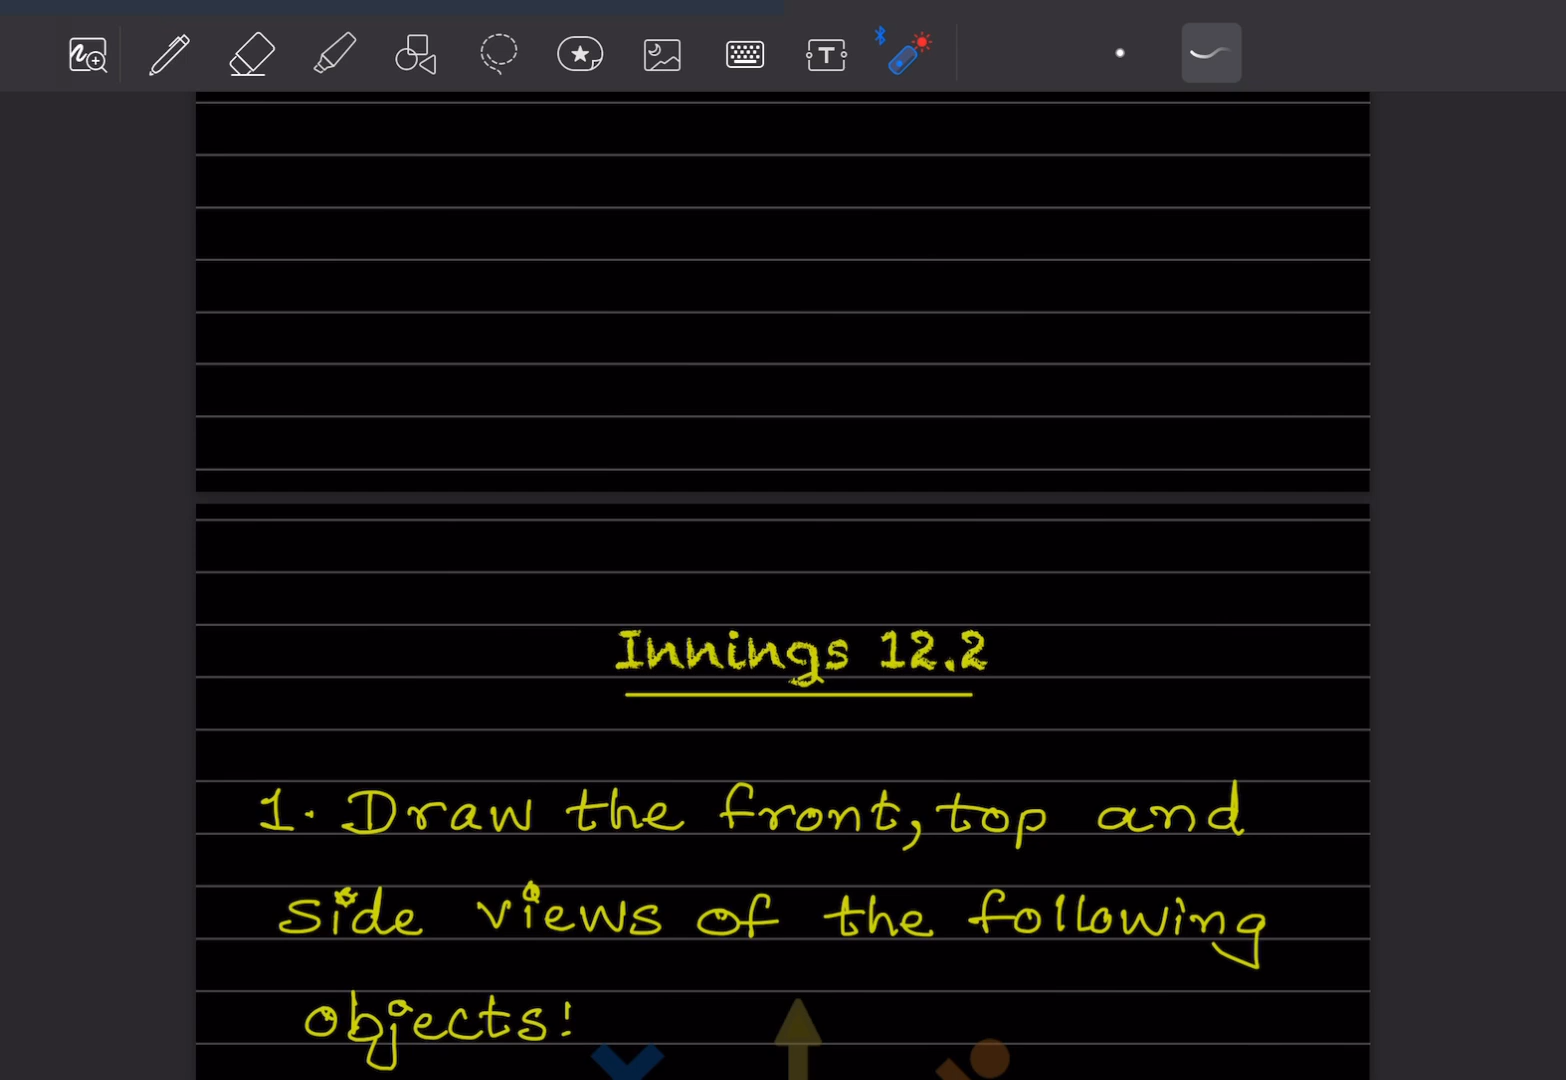 Innings 12.2
1. Draw the front, top and
side views of the following
objects: